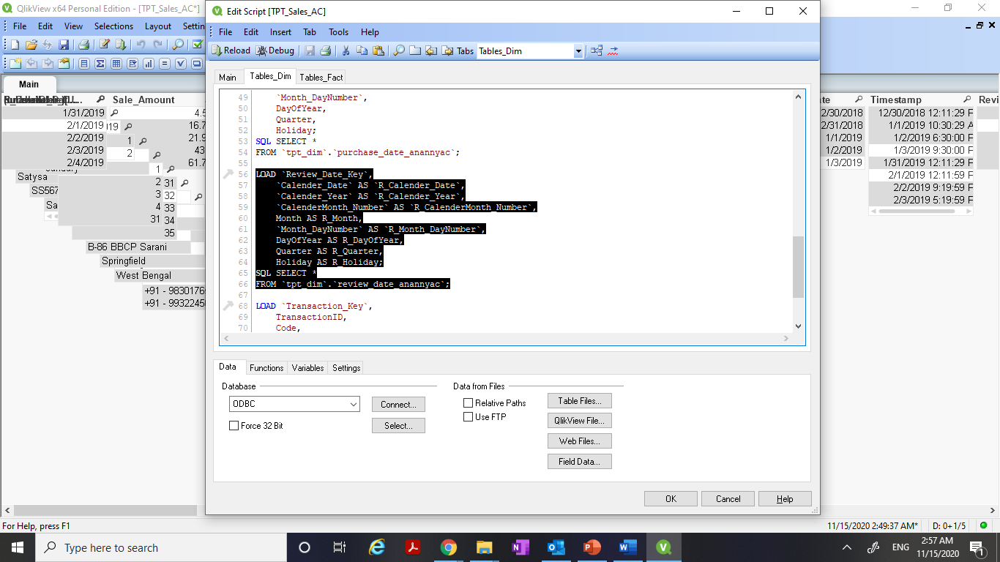 QlikView x64 Personal Edition - [TPT_Sales_AC*]
File Edit View Selections Layout Settin
Main
Sale_Amount
1/31/2019
4.5
2/1/2019
16.7
2/2/2019
1
21.9
2/3/2019
2
43
2/4/2019
61.7
1
Satysa
2 31
SS567
3 32
Sa
4 33
31 34
35
B-86 BBCP Sarani
Springfield
West Bengal
+91 - 9830176
+91 - 9932245
Edit Script [TPT_Sales_AC]
File Edit Insert Tab Tools Help
Reload Debug Tabs Tables_Dim
Main Tables_Dim Tables_Fact
49 `Month_DayNumber`,
50 DayOfYear,
51 Quarter,
52 Holiday;
53 SQL SELECT *
54 FROM `tpt_dim`.`purchase_date_anannyac`;
55
56 LOAD `Review_Date_Key`,
57 `Calender_Date` AS `R_Calender_Date`,
58 `Calender_Year` AS `R_Calender_Year`,
59 `CalenderMonth_Number` AS `R_CalenderMonth_Number`,
60 Month AS R_Month,
61 `Month_DayNumber` AS `R_Month_DayNumber`,
62 DayOfYear AS R_DayOfYear,
63 Quarter AS R_Quarter,
64 Holiday AS R_Holiday;
65 SQL SELECT *
66 FROM `tpt_dim`.`review_date_anannyac`;
67
68 LOAD `Transaction_Key`,
69 TransactionID,
70 Code,
Data Functions Variables Settings
Database
ODBC
Connect...
Force 32 Bit
Select...
Data from Files
Relative Paths
Use FTP
Table Files...
QlikView File...
Web Files...
Field Data...
OK Cancel Help
te Timestamp Revi
2/30/2018 12/30/2018 12:11:29 F
2/31/2018 1/1/2019 10:30:29 A
1/1/2019 1/2/2019 6:30:00 F
1/2/2019 1/3/2019 9:30:00 F
1/3/2019 1/31/2019 12:11:29 F
2/1/2019 12:11:59 F
2/2/2019 9:19:59 F
2/3/2019 5:19:59 F
For Help, press F1
11/15/2020 2:49:37 AM* D: 0+1/5
Type here to search
ENG
2:57 AM
11/15/2020
1